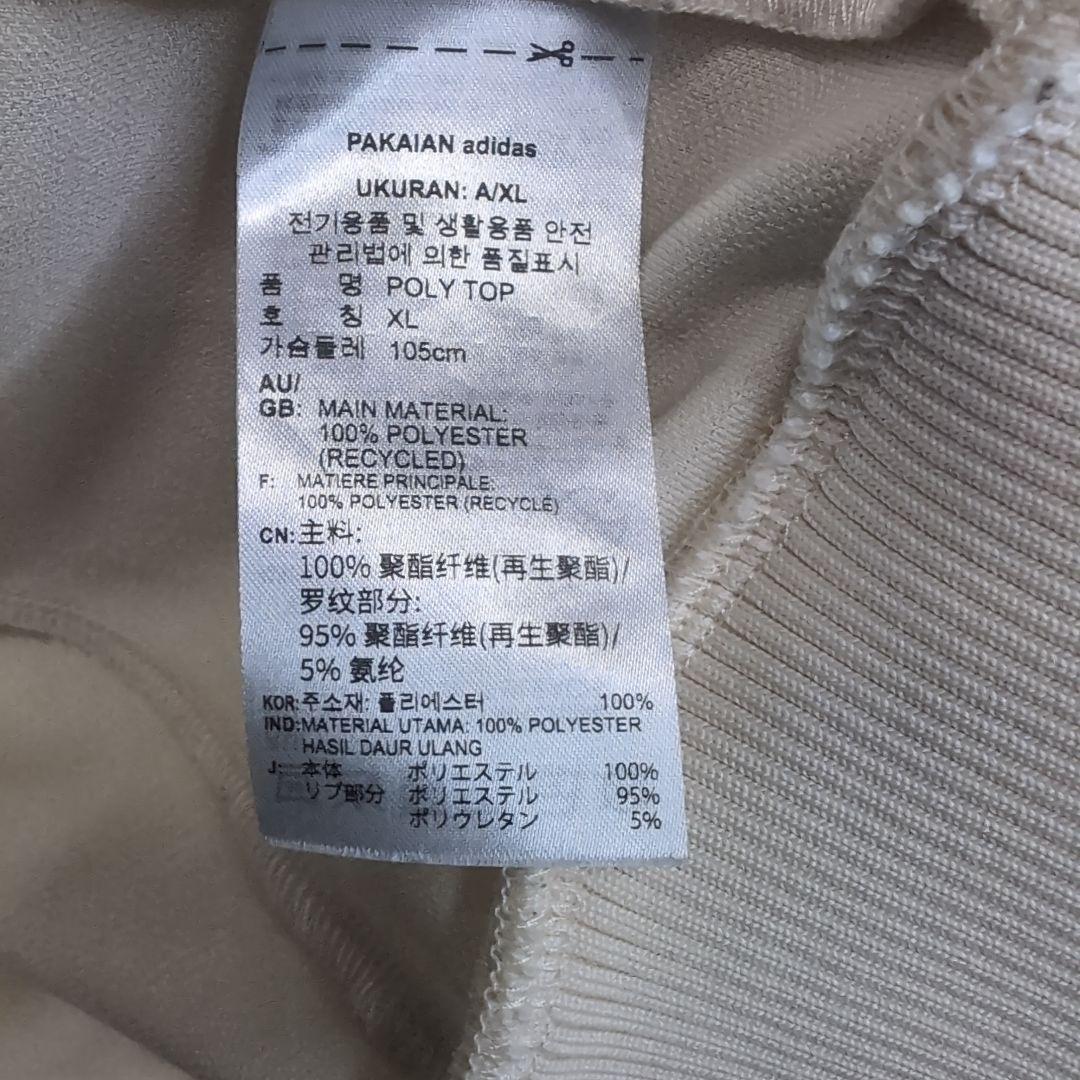 PAKAIAN adidas
UKURAN: A/XL
전기용품 및 생활용품 안전
관리법에 의한 품질표시
품 명 POLY TOP
호 칭 XL
가슴둘레 105cm
AU/
GB: MAIN MATERIAL:
100% POLYESTER
(RECYCLED)
F: MATIERE PRINCIPALE:
100% POLYESTER (RECYCLÉ)
CN: 主料:
100% 聚酯纤维(再生聚酯)/
罗纹部分:
95% 聚酯纤维(再生聚酯)/
5% 氨纶
KOR: 주소재: 폴리에스터 100%
IND: MATERIAL UTAMA: 100% POLYESTER
HASIL DAUR ULANG
J: 本体 ポリエステル 100%
リブ部分 ポリエステル 95%
ポリウレタン 5%